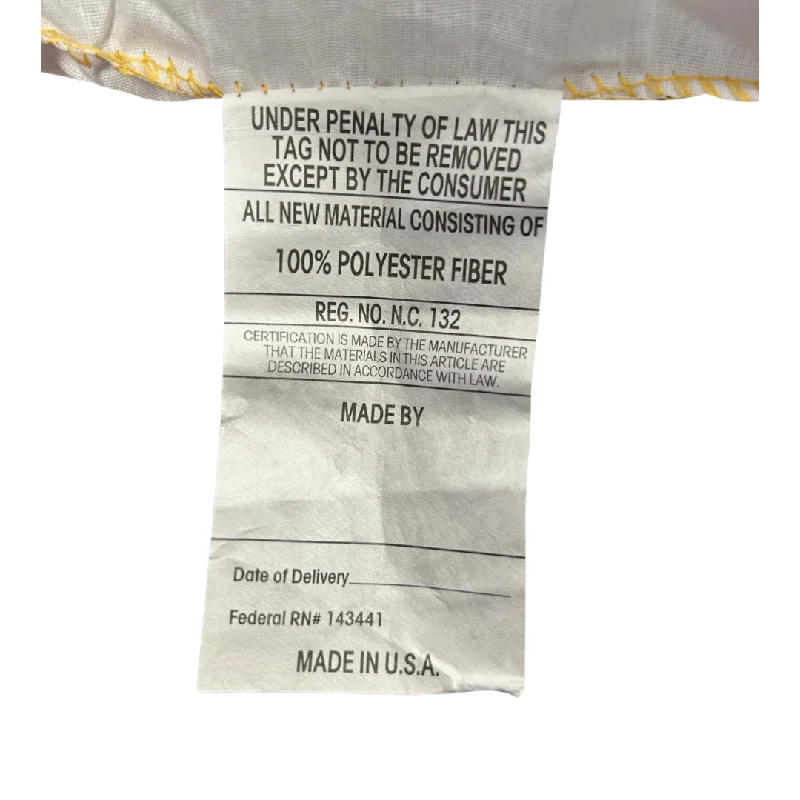 UNDER PENALTY OF LAW THIS
TAG NOT TO BE REMOVED
EXCEPT BY THE CONSUMER
ALL NEW MATERIAL CONSISTING OF
100% POLYESTER FIBER
REG. NO. N.C. 132
CERTIFICATION IS MADE BY THE MANUFACTURER
THAT THE MATERIALS IN THIS ARTICLE ARE
DESCRIBED IN ACCORDANCE WITH LAW.
MADE BY
Date of Delivery
Federal RN# 143441
MADE IN U.S.A.